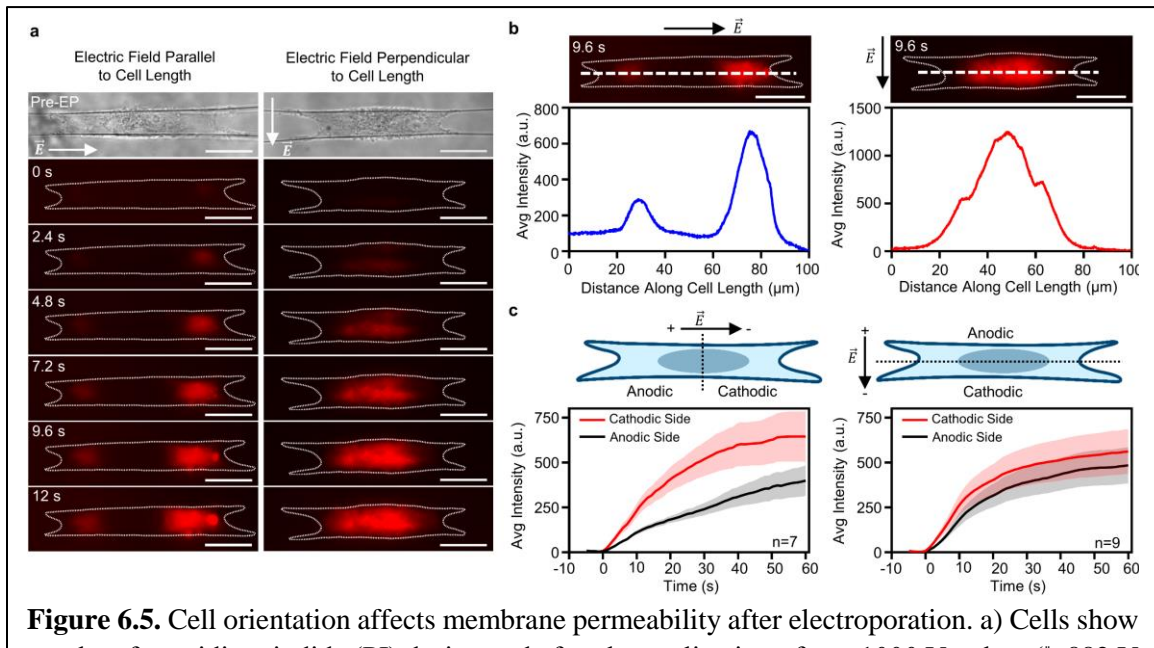 a
Electric Field Parallel
to Cell Length
Electric Field Perpendicular
to Cell Length
Pre-EP
E
E
0 s
2.4 s
4.8 s
7.2 s
9.6 s
12 s
b
E
9.6 s
800
600
400
200
0
Avg Intensity (a.u.)
0 20 40 60 80 100
Distance Along Cell Length (µm)
E
9.6 s
1500
1000
500
0
Avg Intensity (a.u.)
0 20 40 60 80 100
Distance Along Cell Length (µm)
c
+ E -
Anodic Cathodic
750
500
250
0
Avg Intensity (a.u.)
Cathodic Side
Anodic Side
n=7
-10 0 10 20 30 40 50 60
Time (s)
+
E
-
Anodic
Cathodic
750
500
250
0
Avg Intensity (a.u.)
Cathodic Side
Anodic Side
n=9
-10 0 10 20 30 40 50 60
Time (s)
Figure 6.5. Cell orientation affects membrane permeability after electroporation. a) Cells show